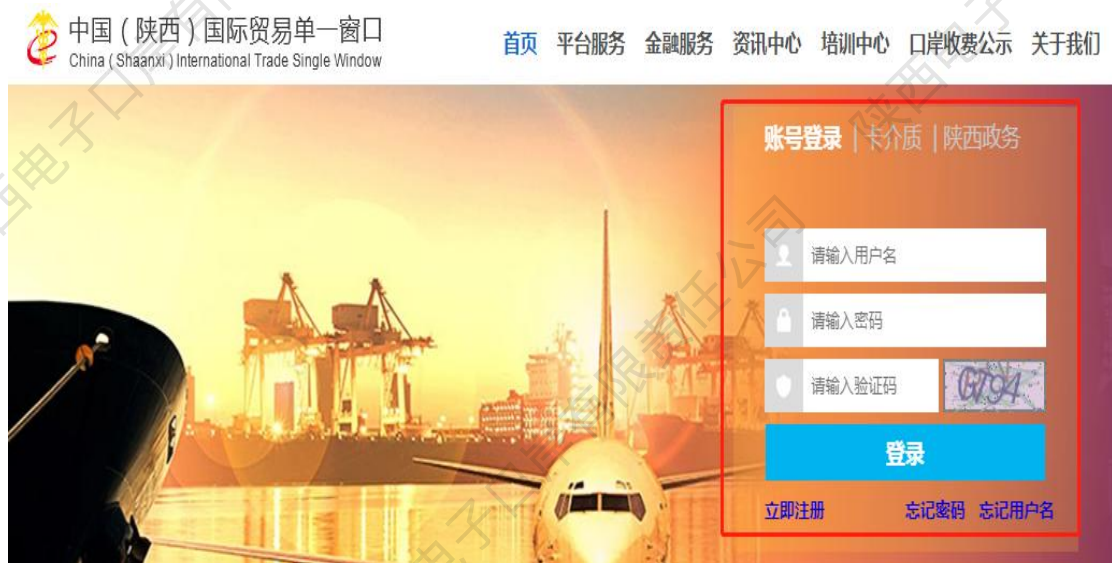 中国（陕西）国际贸易单一窗口
China ( Shaanxi ) International Trade Single Window
首页 平台服务 金融服务 资讯中心 培训中心 口岸收费公示 关于我们
账号登录 | 卡介质 | 陕西政务
请输入用户名
请输入密码
请输入验证码 G794
登录
立即注册 忘记密码 忘记用户名